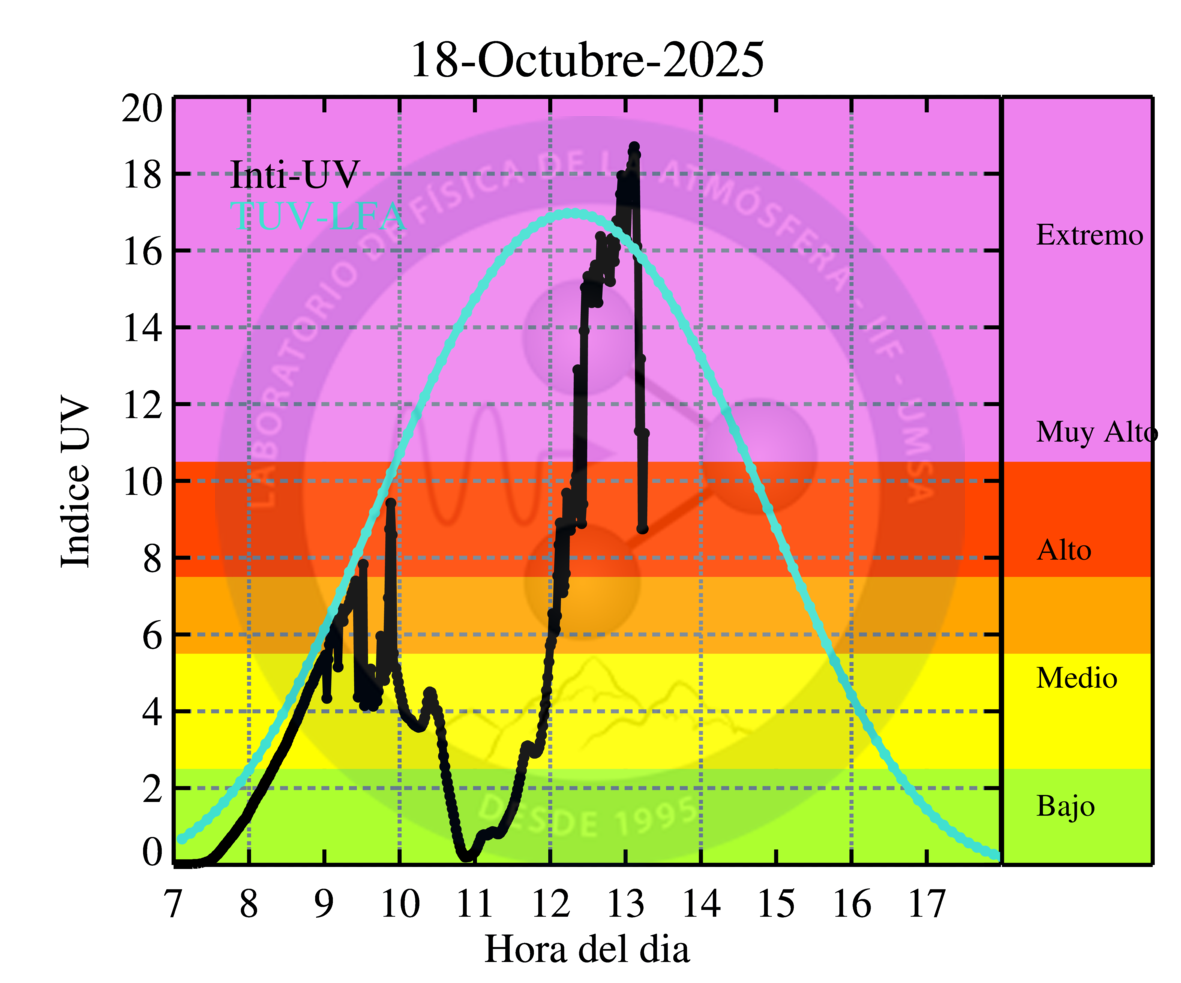 18-Octubre-2025
Inti-UV
TUV-LFA
LABORATORIO DE FÍSICA DE LA ATMÓSFERA - IIF - UMSA
DESDE 1995
Indice UV
20
18
16
14
12
10
8
6
4
2
0
Extremo
Muy Alto
Alto
Medio
Bajo
7 8 9 10 11 12 13 14 15 16 17
Hora del dia